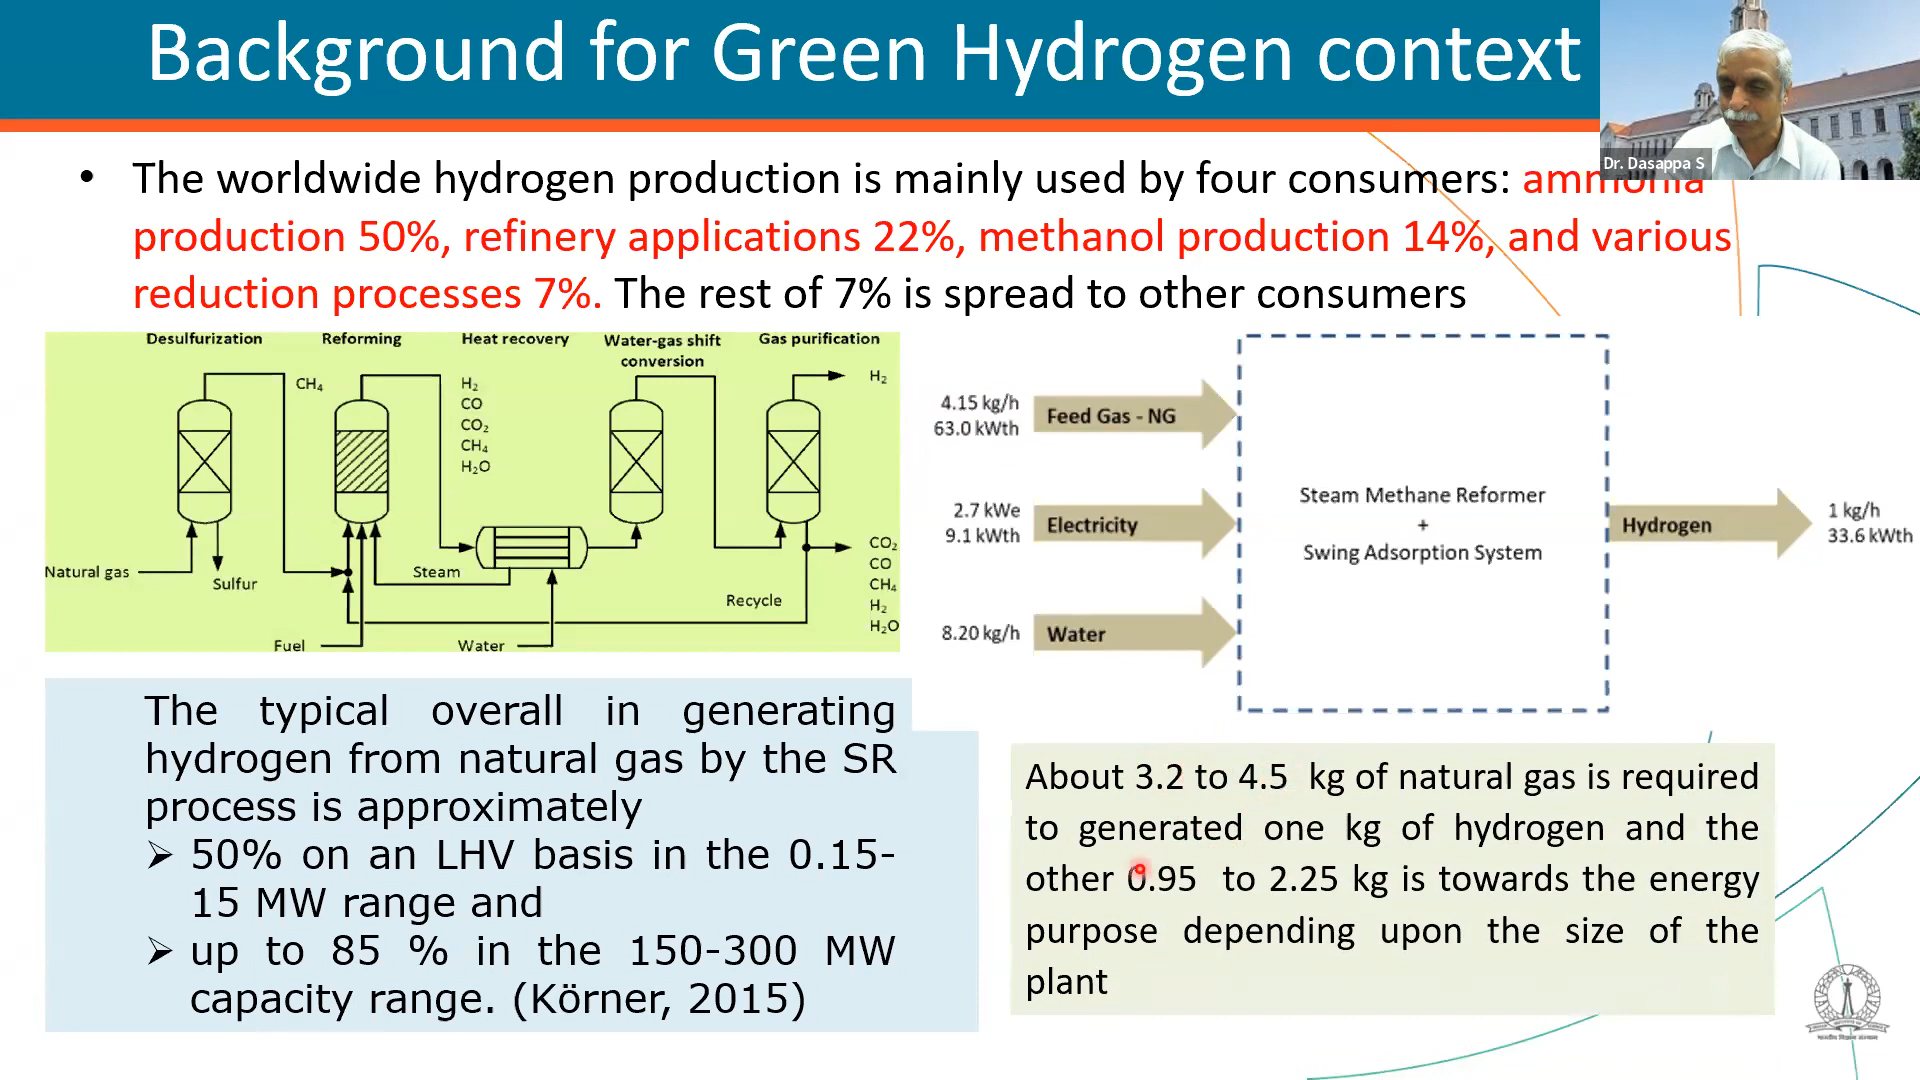 Background for Green Hydrogen context
Dr. Dasappa S
• The worldwide hydrogen production is mainly used by four consumers: ammonia
production 50%, refinery applications 22%, methanol production 14%, and various
reduction processes 7%. The rest of 7% is spread to other consumers
Desulfurization
Reforming
Heat recovery
Water-gas shift
conversion
Gas purification
CH₄
H₂
CO
CO₂
CH₄
H₂O
H₂
Natural gas
Sulfur
Steam
Recycle
Fuel
Water
CO₂
CO
CH₄
H₂
H₂O
4.15 kg/h
63.0 kWth
Feed Gas - NG
2.7 kWe
9.1 kWth
Electricity
8.20 kg/h
Water
Steam Methane Reformer
+
Swing Adsorption System
Hydrogen
1 kg/h
33.6 kWth
The typical overall in generating
hydrogen from natural gas by the SR
process is approximately
➢ 50% on an LHV basis in the 0.15-
15 MW range and
➢ up to 85 % in the 150-300 MW
capacity range. (Körner, 2015)
About 3.2 to 4.5 kg of natural gas is required
to generated one kg of hydrogen and the
other 0.95 to 2.25 kg is towards the energy
purpose depending upon the size of the
plant